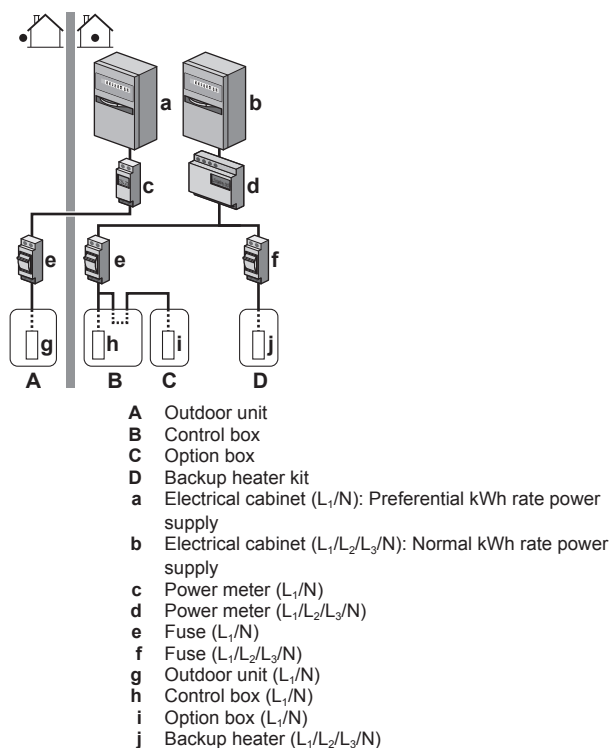 a
b
c
d
e
e
f
g
h
i
j
A
B
C
D
A Outdoor unit
B Control box
C Option box
D Backup heater kit
a Electrical cabinet (L₁/N): Preferential kWh rate power
supply
b Electrical cabinet (L₁/L₂/L₃/N): Normal kWh rate power
supply
c Power meter (L₁/N)
d Power meter (L₁/L₂/L₃/N)
e Fuse (L₁/N)
f Fuse (L₁/L₂/L₃/N)
g Outdoor unit (L₁/N)
h Control box (L₁/N)
i Option box (L₁/N)
j Backup heater (L₁/L₂/L₃/N)